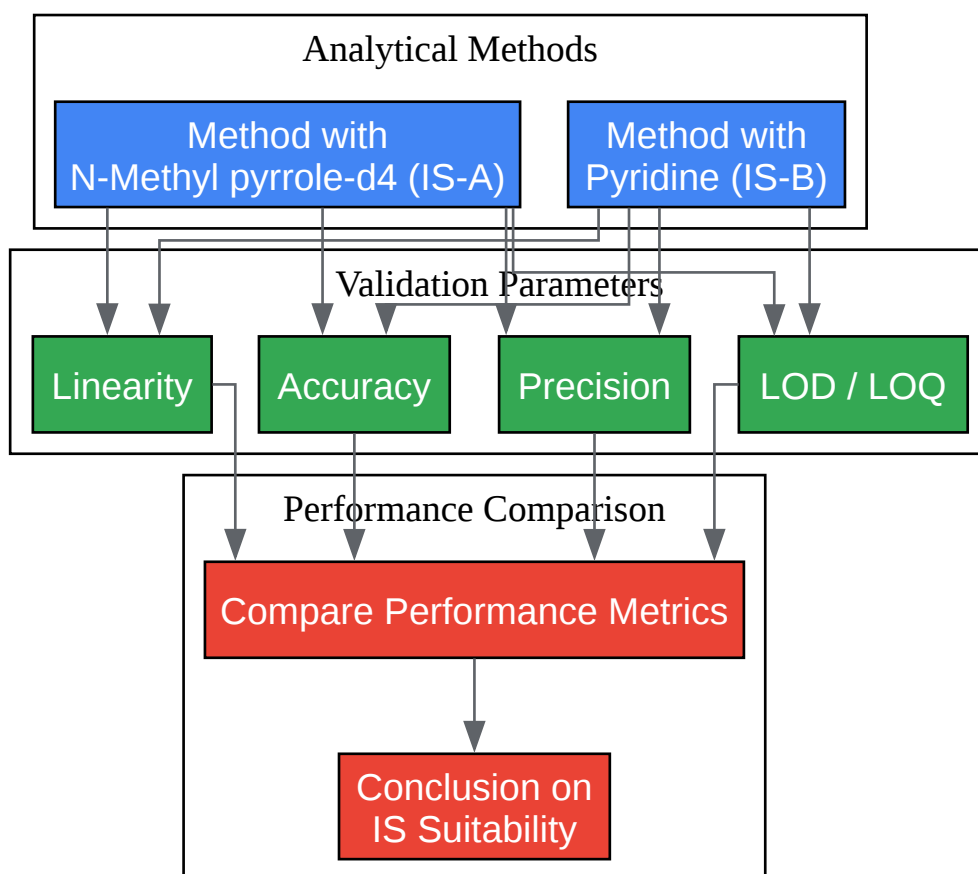 Analytical Methods
Method with
N-Methyl pyrrole-d4 (IS-A)
Method with
Pyridine (IS-B)
Validation Parameters
Linearity
Accuracy
Precision
LOD / LOQ
Performance Comparison
Compare Performance Metrics
Conclusion on
IS Suitability